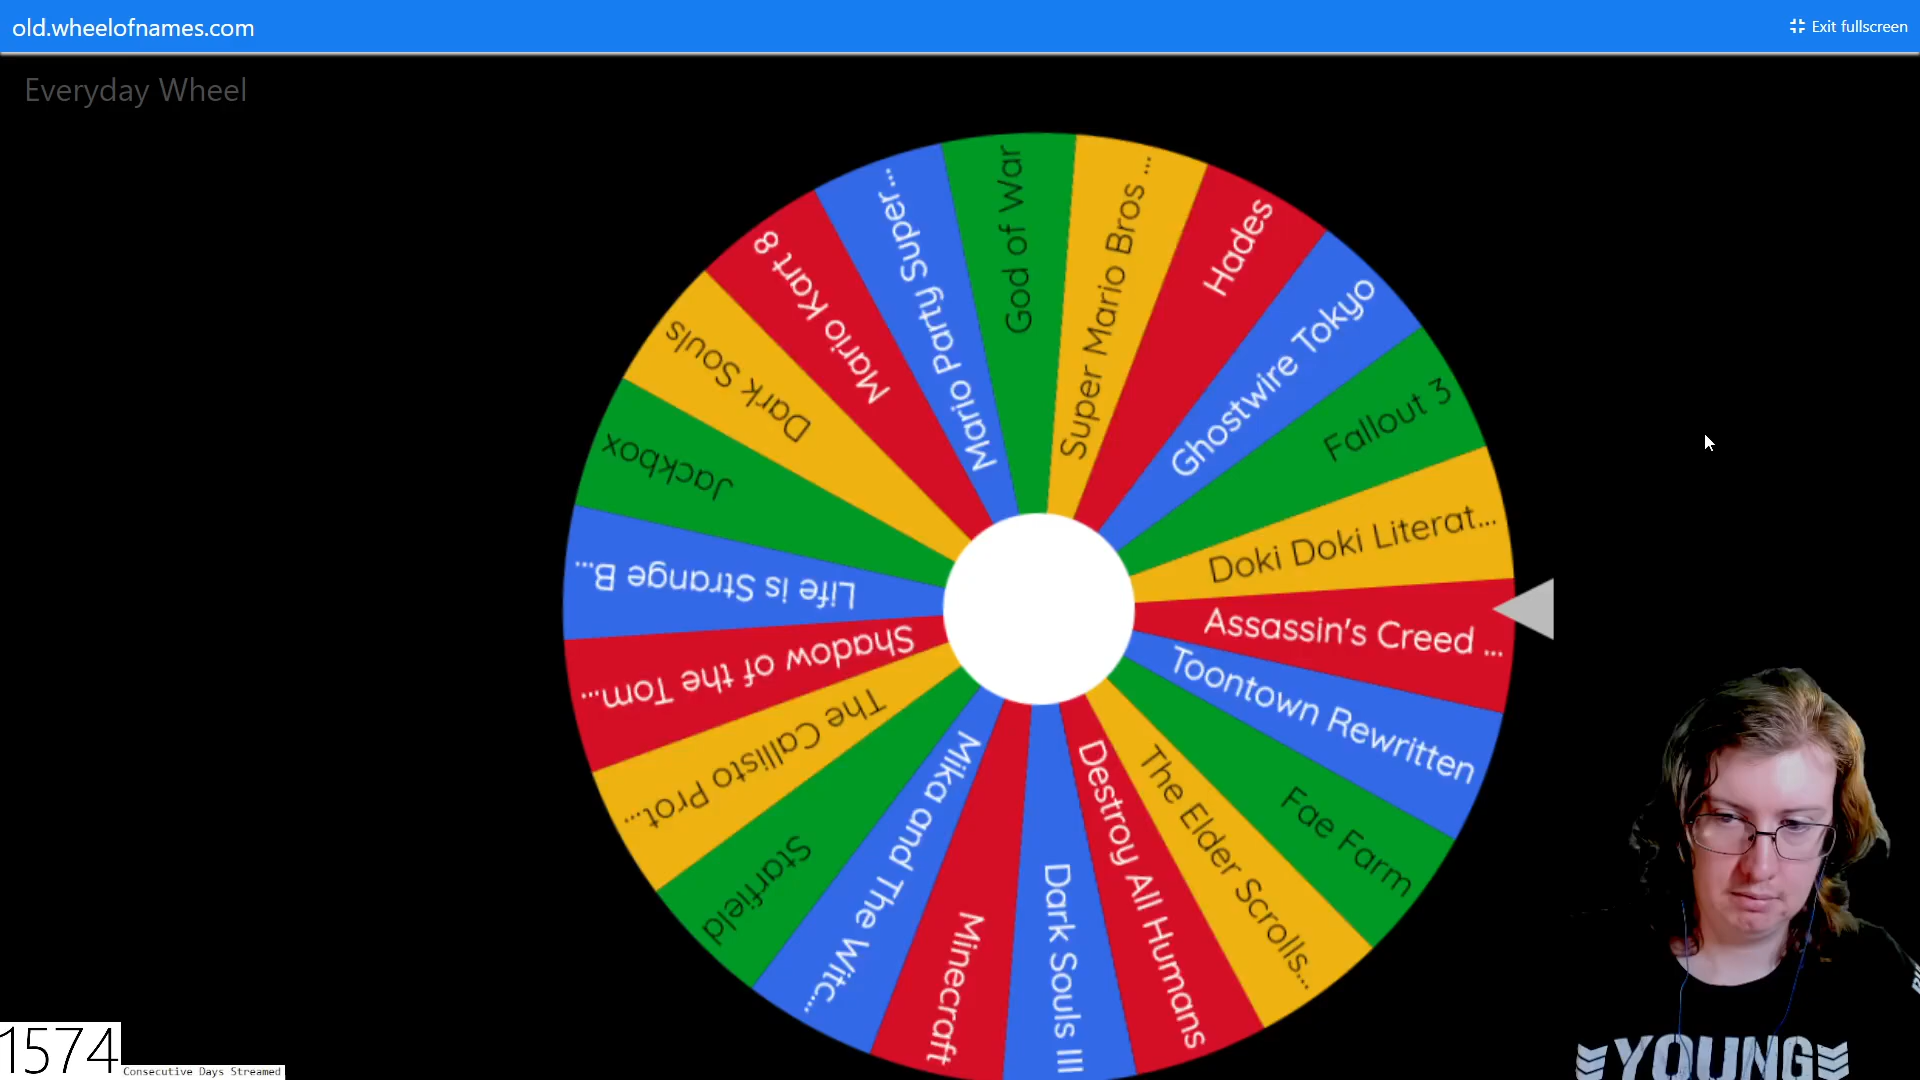 old.wheelofnames.com
Exit fullscreen
Everyday Wheel
God of War
Super Mario Bros ...
Hades
Ghostwire Tokyo
Fallout 3
Doki Doki Literat...
Assassin's Creed ...
Toontown Rewritten
Fae Farm
The Elder Scrolls...
Destroy All Humans
Dark Souls III
Minecraft
Mika and The Witc...
Starfield
The Callisto Prot...
Shadow of the Tom...
Life is Strange B...
Jackbox
Dark Souls
Mario Kart 8
Mario Party Super...
1574
Consecutive Days Streamed
YOUNG